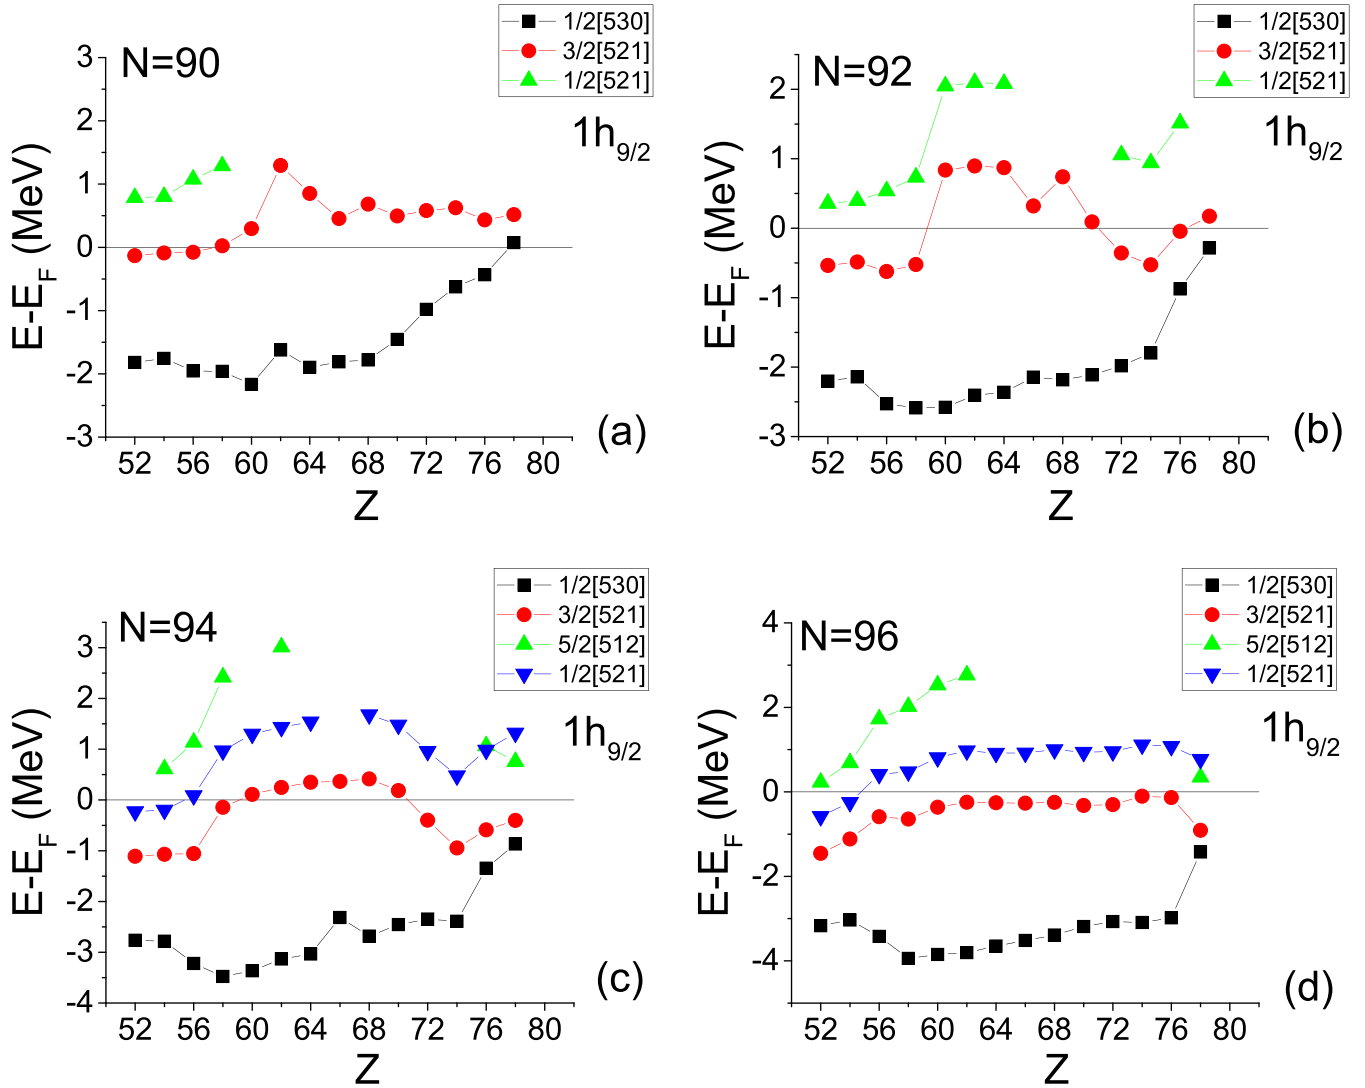 N=90
1/2[530]
3/2[521]
1/2[521]
1h9/2
E-EF (MeV)
3
2
1
0
-1
-2
-3
52 56 60 64 68 72 76 80
Z
(a)
N=92
1/2[530]
3/2[521]
1/2[521]
1h9/2
E-EF (MeV)
2
1
0
-1
-2
-3
52 56 60 64 68 72 76 80
Z
(b)
N=94
1/2[530]
3/2[521]
5/2[512]
1/2[521]
1h9/2
E-EF (MeV)
3
2
1
0
-1
-2
-3
-4
52 56 60 64 68 72 76 80
Z
(c)
N=96
1/2[530]
3/2[521]
5/2[512]
1/2[521]
1h9/2
E-EF (MeV)
4
2
0
-2
-4
52 56 60 64 68 72 76 80
Z
(d)